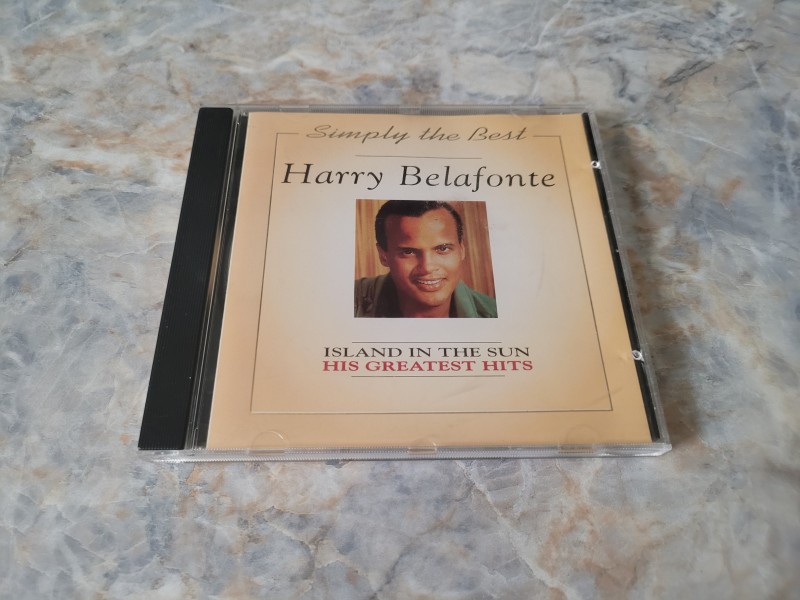 Simply the Best
Harry Belafonte
ISLAND IN THE SUN
HIS GREATEST HITS